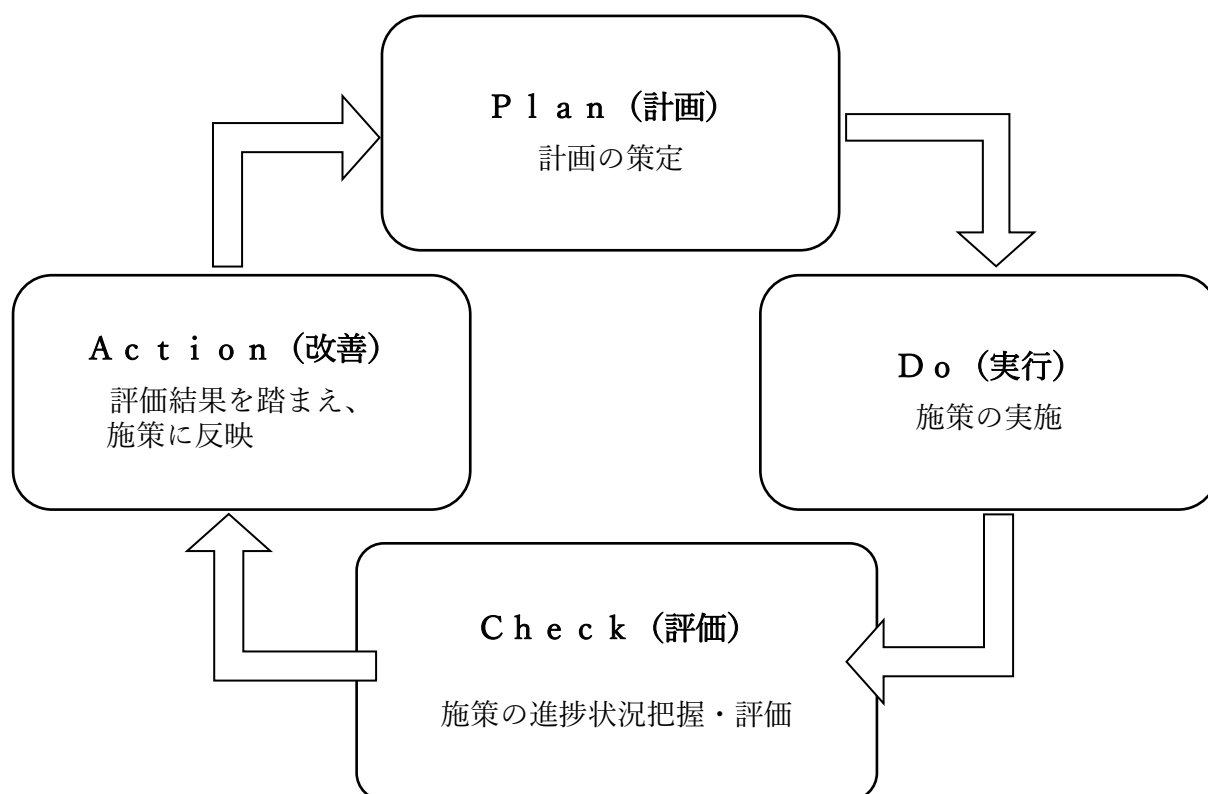 Ｐｌａｎ（計画）
計画の策定
Ａｃｔｉｏｎ（改善）
評価結果を踏まえ、
施策に反映
Ｄｏ（実行）
施策の実施
Ｃｈｅｃｋ（評価）
施策の進捗状況把握・評価